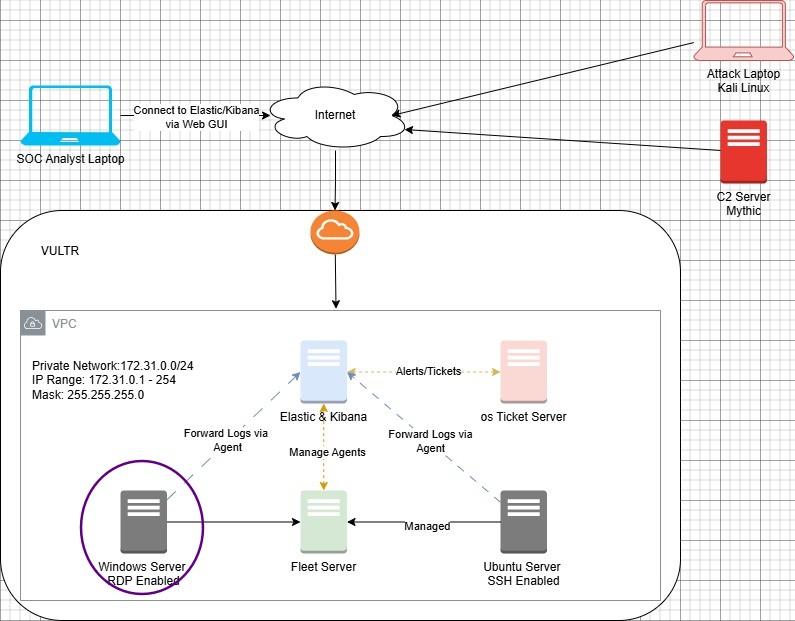 Attack Laptop
Kali Linux
Connect to Elastic/Kibana
via Web GUI
Internet
SOC Analyst Laptop
C2 Server
Mythic
VULTR
VPC
Private Network:172.31.0.0/24
IP Range: 172.31.0.1 - 254
Mask: 255.255.255.0
Alerts/Tickets
Elastic & Kibana
os Ticket Server
Forward Logs via
Agent
Forward Logs via
Agent
Manage Agents
Managed
Windows Server
RDP Enabled
Fleet Server
Ubuntu Server
SSH Enabled